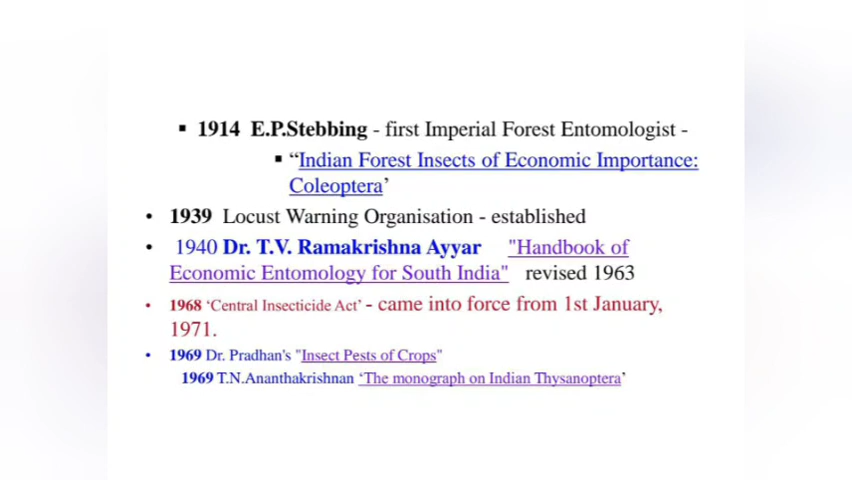 ▪ 1914 E.P.Stebbing - first Imperial Forest Entomologist -
▪ “Indian Forest Insects of Economic Importance:
Coleoptera’
• 1939 Locust Warning Organisation - established
• 1940 Dr. T.V. Ramakrishna Ayyar "Handbook of
Economic Entomology for South India" revised 1963
• 1968 ‘Central Insecticide Act’ - came into force from 1st January,
1971.
• 1969 Dr. Pradhan's "Insect Pests of Crops"
1969 T.N.Ananthakrishnan ‘The monograph on Indian Thysanoptera’